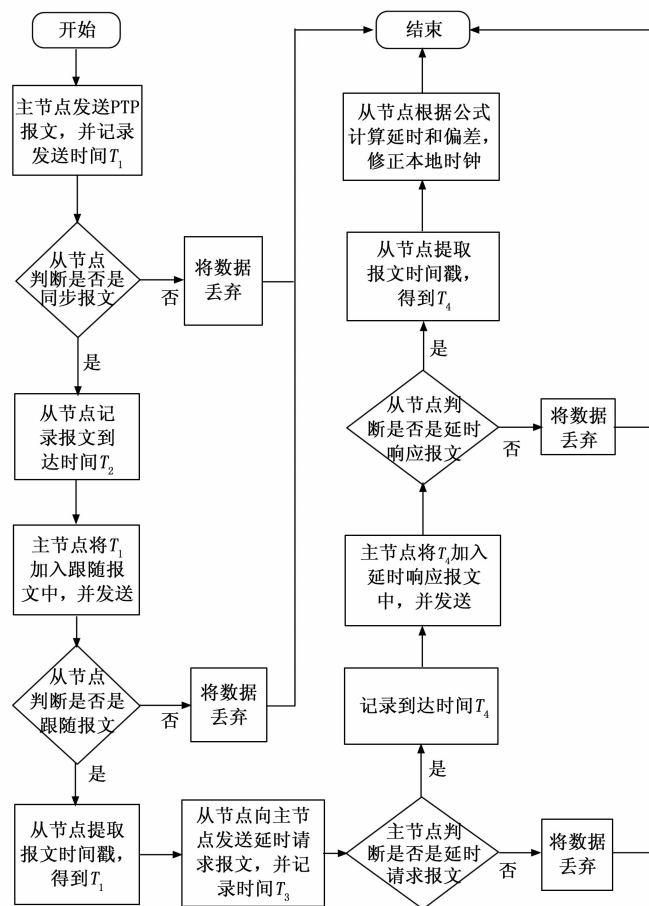 开始
主节点发送PTP
报文，并记录
发送时间T₁
从节点
判断是否是
同步报文
否
将数据
丢弃
是
从节点记
录报文到
达时间T₂
主节点将T₁
加入跟随报
文中，并发送
从节点
判断是否是
跟随报文
否
将数据
丢弃
是
从节点提取
报文时间戳，
得到T₁
从节点向主节
点发送延时请
求报文，并记
录时间T₃
主节点判
断是否是延时
请求报文
否
将数据
丢弃
是
记录到达时间T₄
主节点将T₄加入
延时响应报文
中，并发送
从节点判
断是否是延时
响应报文
否
将数据
丢弃
是
从节点提取
报文时间戳，
得到T₄
从节点根据公式
计算延时和偏差，
修正本地时钟
结束